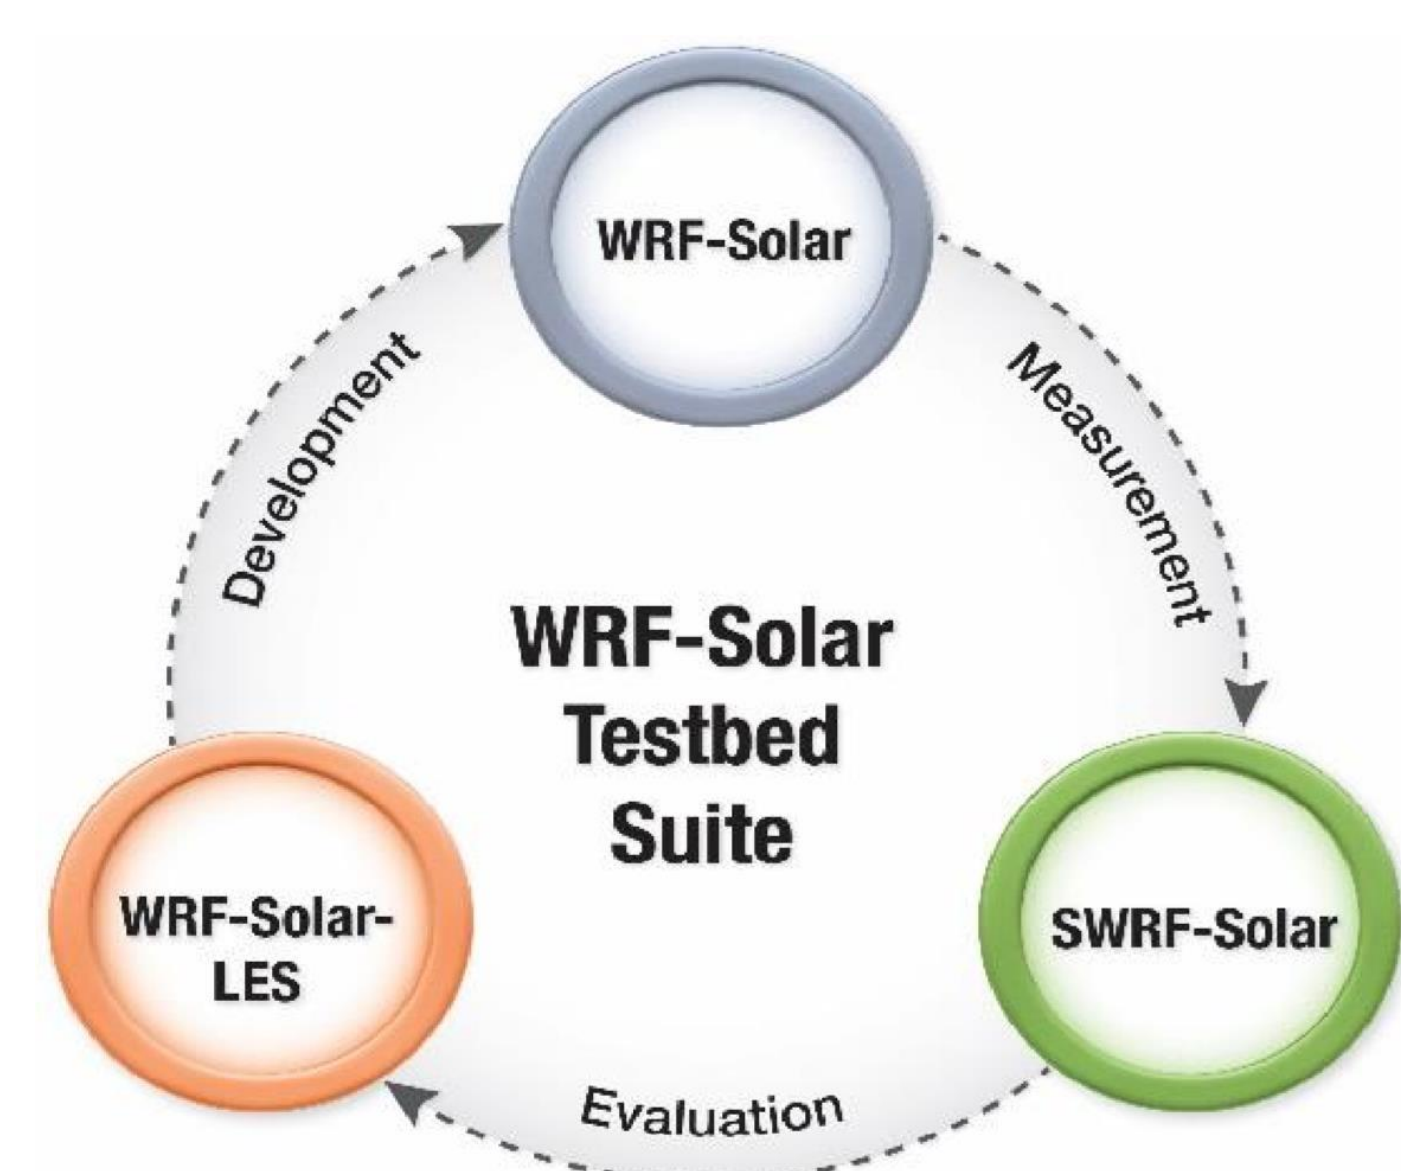 WRF-Solar
Development
Measurement
WRF-Solar
Testbed
Suite
WRF-Solar-
LES
SWRF-Solar
Evaluation